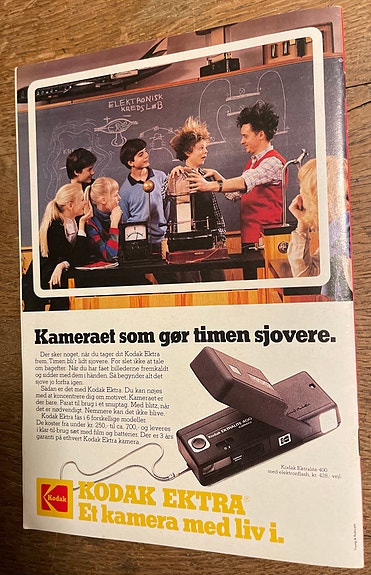 ELEKTRONISK
KREDSLØB
Kameraet som gør timen sjovere.
Der sker noget, når du tager dit Kodak Ektra
frem. Timen bli'r lidt sjovere. For slet ikke at tale
om bagefter. Når du har fået billederne fremkaldt
og sidder med dem i hånden. Så begynder alt det
sjove jo forfra igen.
Sådan er det med Kodak Ektra. Du kan nøjes
med at koncentrere dig om motivet. Kameraet er
der bare. Parat til brug i et snuptag. Med blitz, når
det er nødvendigt. Nemmere kan det ikke blive.
Kodak Ektra fås i 6 forskellige modeller.
De koster fra under kr. 250,- til ca. 700,- og leveres
i klar til brug sæt med film og batterier. Der er 3 års
garanti på ethvert Kodak Ektra kamera.
Kodak EKTRALITE 400
Kodak Ektralite 400
med elektronflash, kr. 428,- vejl.
Kodak
KODAK EKTRA®
Et kamera med liv i.
Young & Rubicam